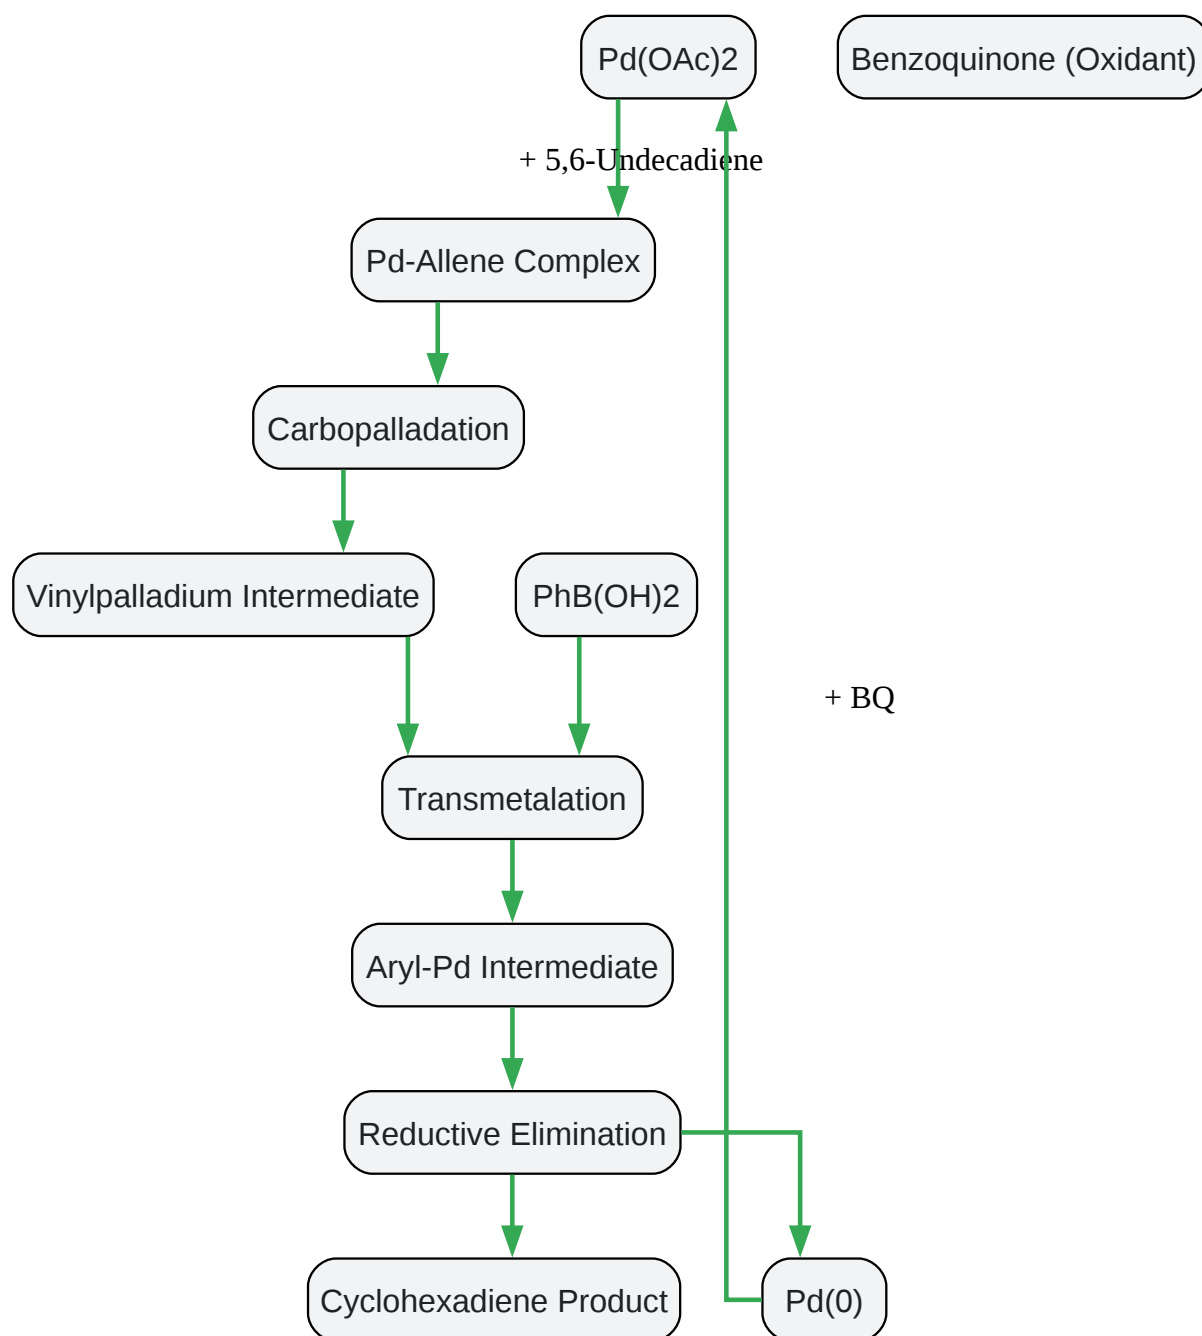 Pd(OAc)2
Benzoquinone (Oxidant)
+ 5,6-Undecadiene
Pd-Allene Complex
Carbopalladation
Vinylpalladium Intermediate
PhB(OH)2
+ BQ
Transmetalation
Aryl-Pd Intermediate
Reductive Elimination
Cyclohexadiene Product
Pd(0)